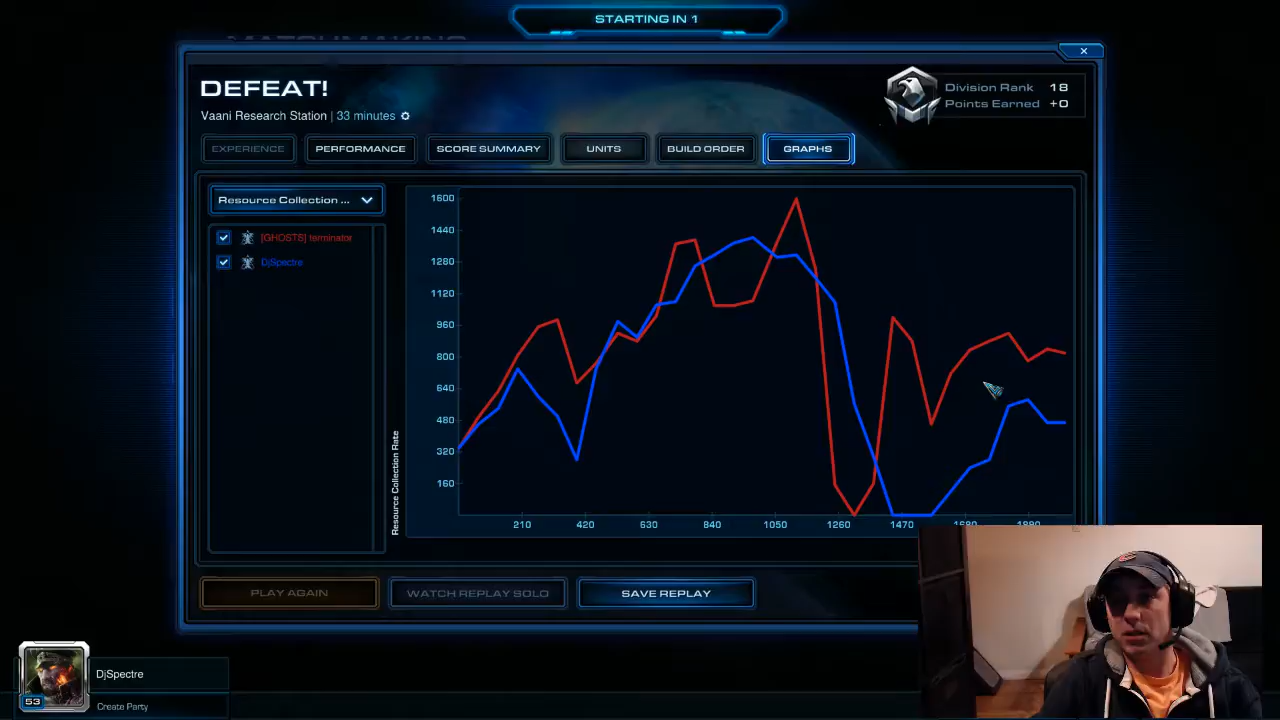 STARTING IN 1
MATCHMAKING
DEFEAT!
Vaani Research Station | 33 minutes
Division Rank 18
Points Earned +0
EXPERIENCE
PERFORMANCE
SCORE SUMMARY
UNITS
BUILD ORDER
GRAPHS
Resource Collection ...
[GHOSTS] terminator
DjSpectre
Resource Collection Rate
1600
1440
1280
1120
960
800
640
480
320
160
210 420 630 840 1050 1260 1470 1680 1890
PLAY AGAIN
WATCH REPLAY SOLO
SAVE REPLAY
53
DjSpectre
Create Party